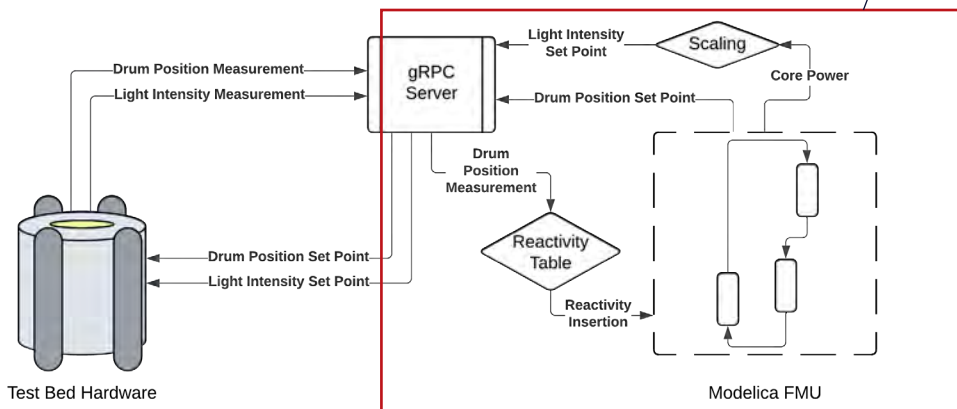 Light Intensity
Set Point
Scaling
Core Power
Drum Position Measurement
Light Intensity Measurement
gRPC
Server
Drum Position Set Point
Drum
Position
Measurement
Reactivity
Table
Drum Position Set Point
Light Intensity Set Point
Reactivity
Insertion
Test Bed Hardware
Modelica FMU